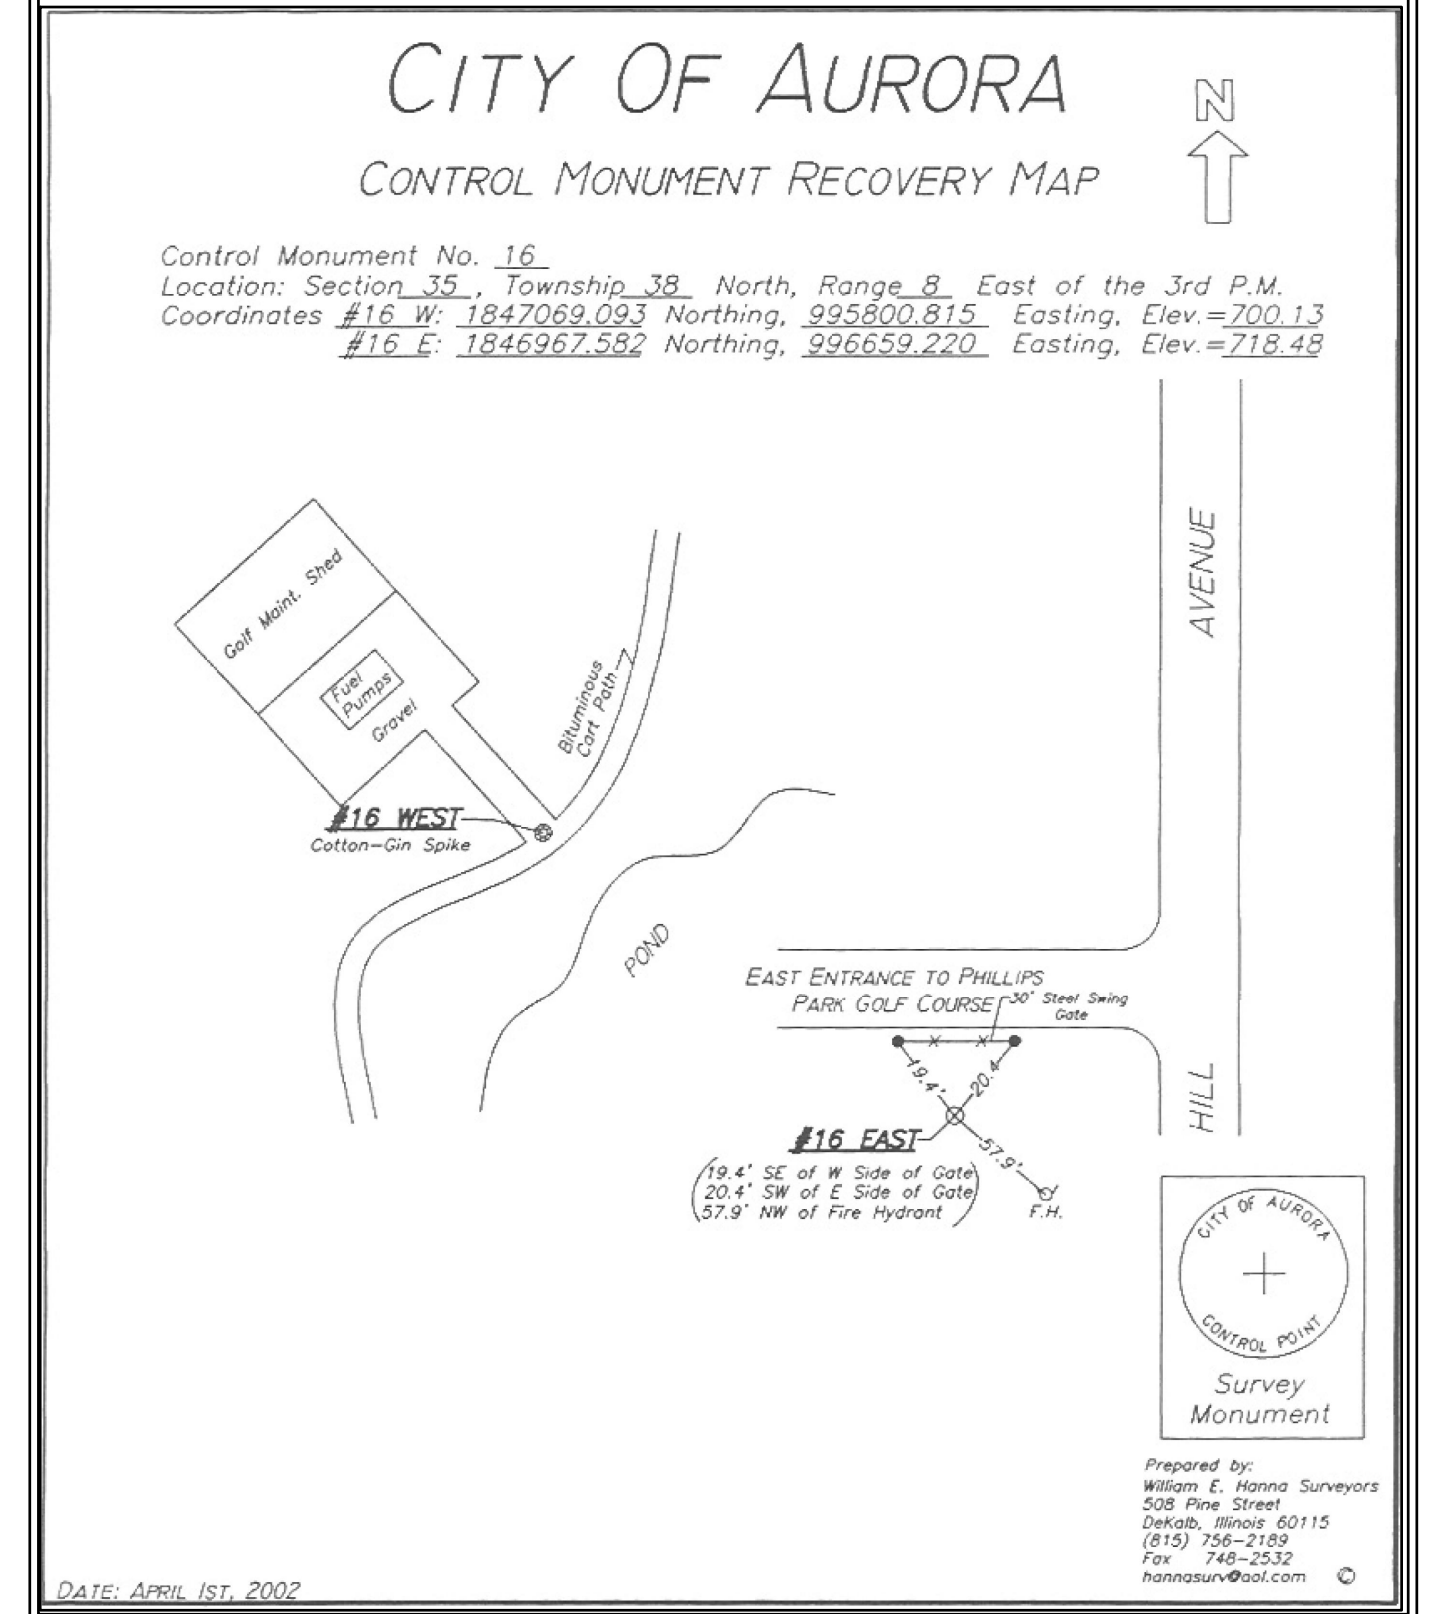 CITY OF AURORA
N
CONTROL MONUMENT RECOVERY MAP
Control Monument No. 16
Location: Section 35, Township 38 North, Range 8 East of the 3rd P.M.
Coordinates #16 W: 1847069.093 Northing, 995800.815 Easting, Elev.=700.13
#16 E: 1846967.582 Northing, 996659.220 Easting, Elev.=718.48
AVENUE
Golf Maint. Shed
Fuel
Pumps
Gravel
Bituminous
Cart Path
#16 WEST
Cotton-Gin Spike
POND
EAST ENTRANCE TO PHILLIPS
PARK GOLF COURSE
30' Steel Swing
Gate
19.4'
20.4
HILL
#16 EAST
57.9'
(19.4' SE of W Side of Gate
20.4' SW of E Side of Gate
57.9' NW of Fire Hydrant)
F.H.
CITY OF AURORA
CONTROL POINT
Survey
Monument
Prepared by:
William E. Hanna Surveyors
508 Pine Street
DeKalb, Illinois 60115
(815) 756-2189
Fax 748-2532
hannasurv@aol.com ©
DATE: APRIL 1ST, 2002